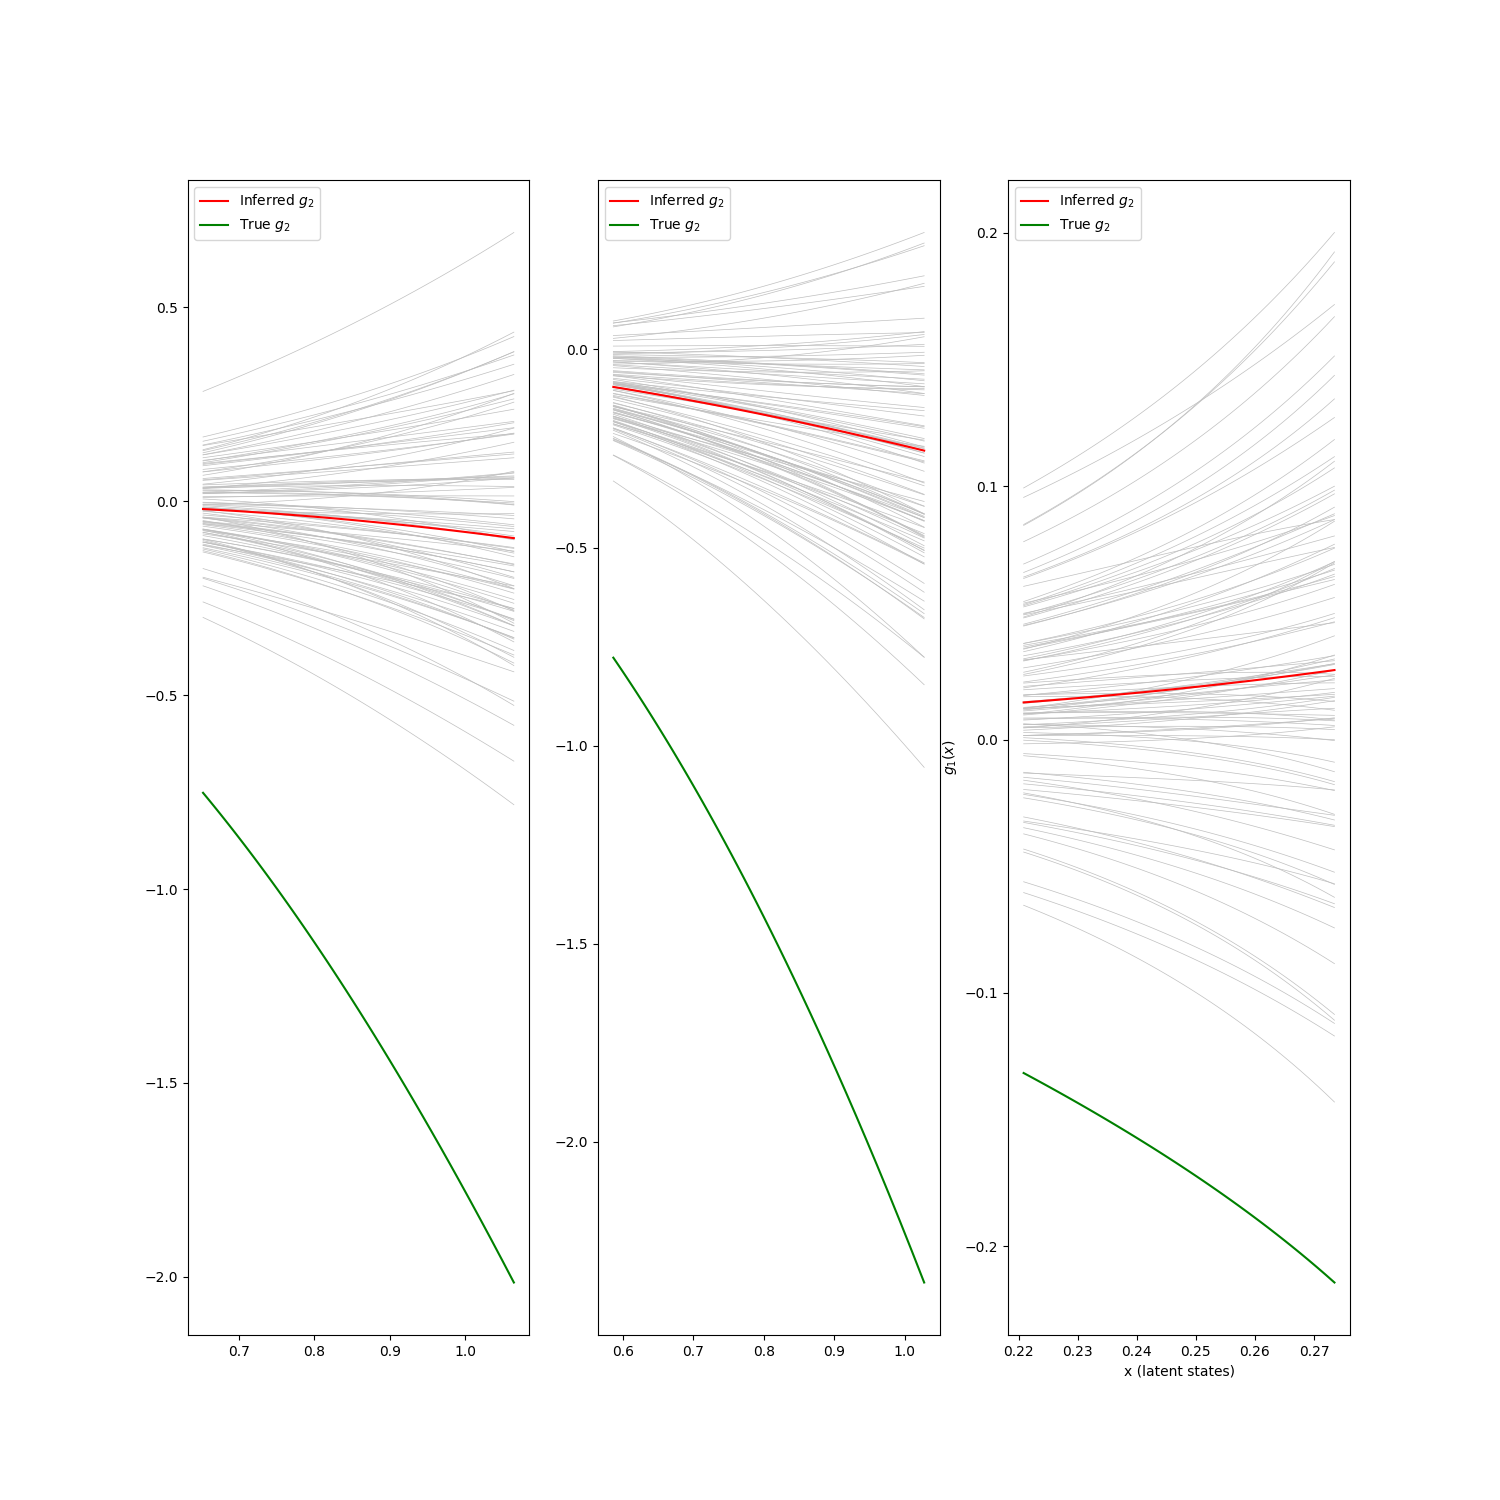 Inferred g₂
True g₂
0.5
0.0
−0.5
−1.0
−1.5
−2.0
0.7 0.8 0.9 1.0
Inferred g₂
True g₂
0.0
−0.5
−1.0
−1.5
−2.0
0.6 0.7 0.8 0.9 1.0
Inferred g₂
True g₂
g₁(x)
0.2
0.1
0.0
−0.1
−0.2
0.22 0.23 0.24 0.25 0.26 0.27
x (latent states)